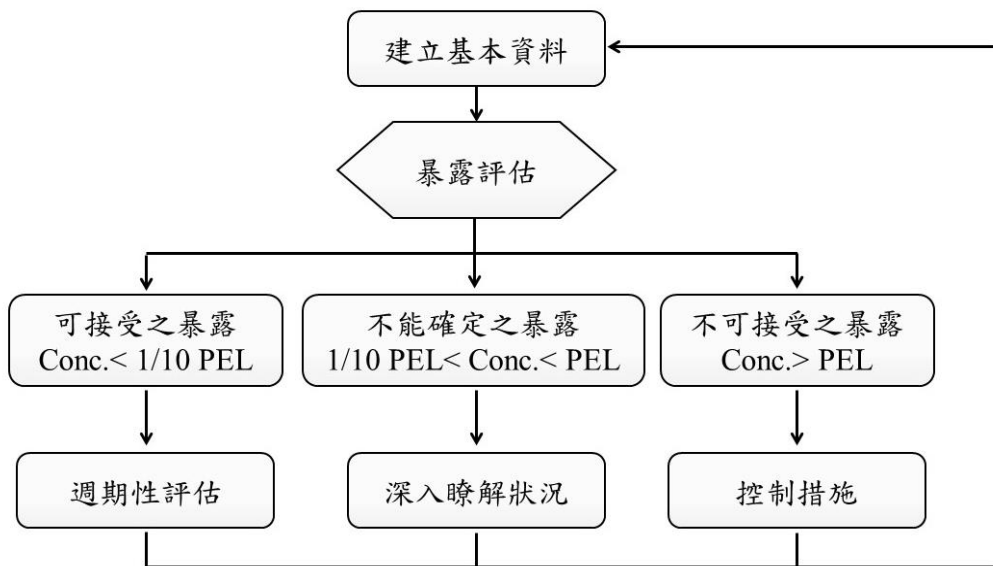 建立基本資料
暴露評估
可接受之暴露
Conc.< 1/10 PEL
不能確定之暴露
1/10 PEL< Conc.< PEL
不可接受之暴露
Conc.> PEL
週期性評估
深入瞭解狀況
控制措施